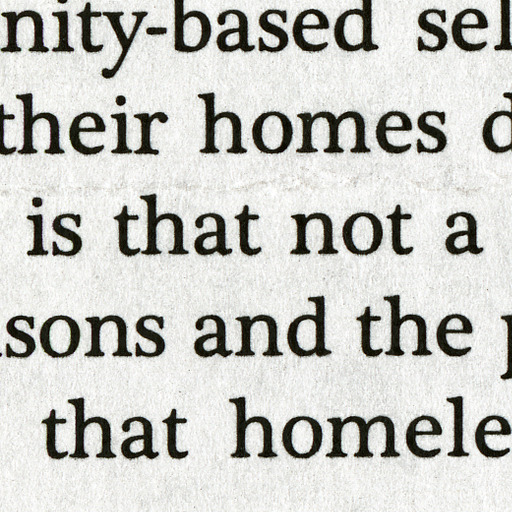 nity-based sel
their homes d
is that not a
sons and the p
that homele